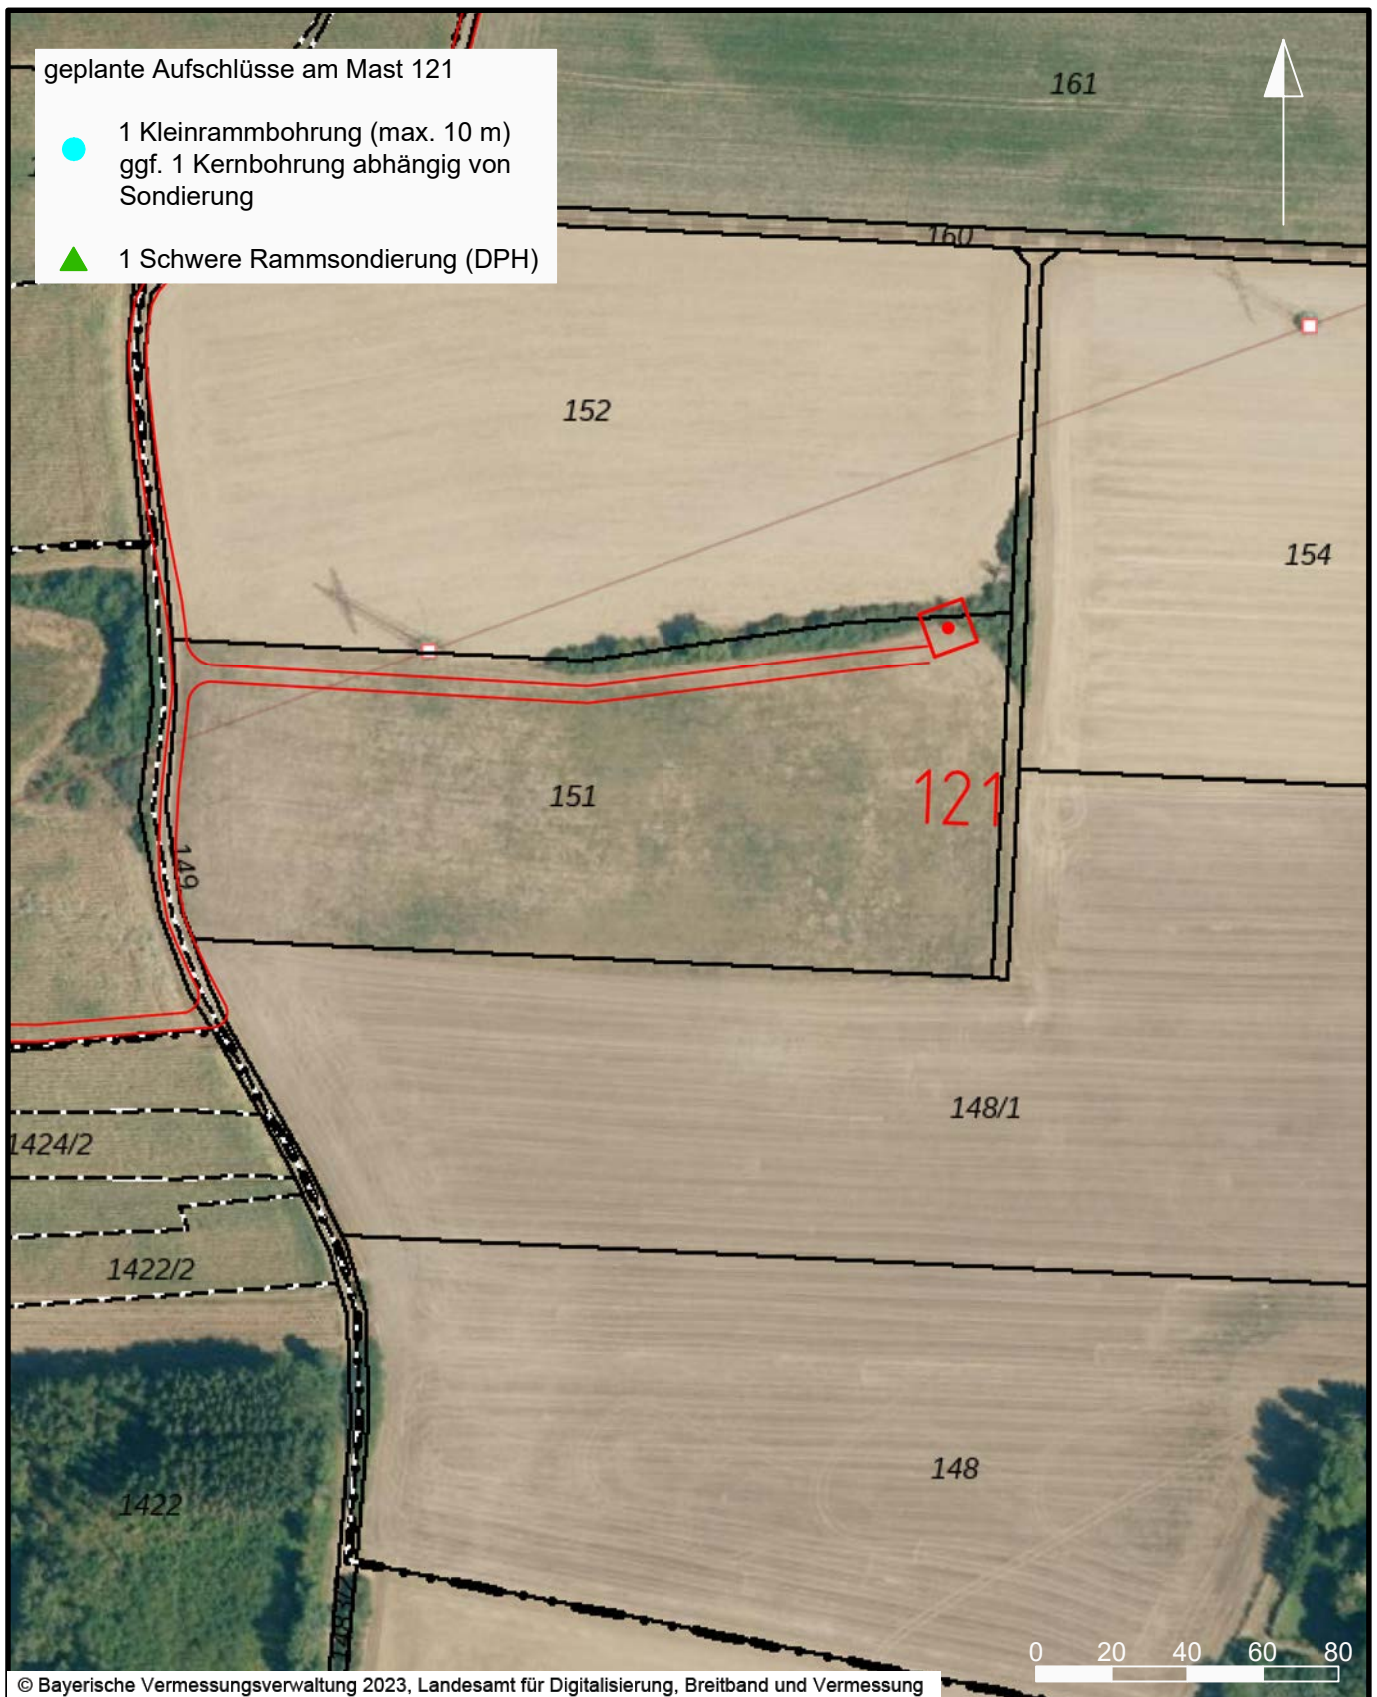 geplante Aufschlüsse am Mast 121
1 Kleinrammbohrung (max. 10 m)
ggf. 1 Kernbohrung abhängig von
Sondierung
1 Schwere Rammsondierung (DPH)
161
160
152
154
151
121
149
148/1
1424/2
1422/2
148
1422
1483/2
0 20 40 60 80
© Bayerische Vermessungsverwaltung 2023, Landesamt für Digitalisierung, Breitband und Vermessung